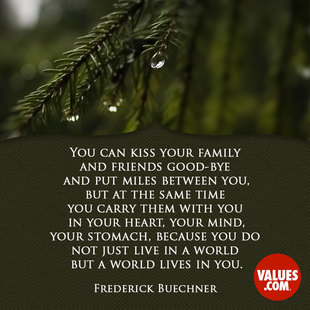 You can kiss your family
and friends good-bye
and put miles between you,
but at the same time
you carry them with you
in your heart, your mind,
your stomach, because you do
not just live in a world
but a world lives in you.
Frederick Buechner
VALUES
.COM